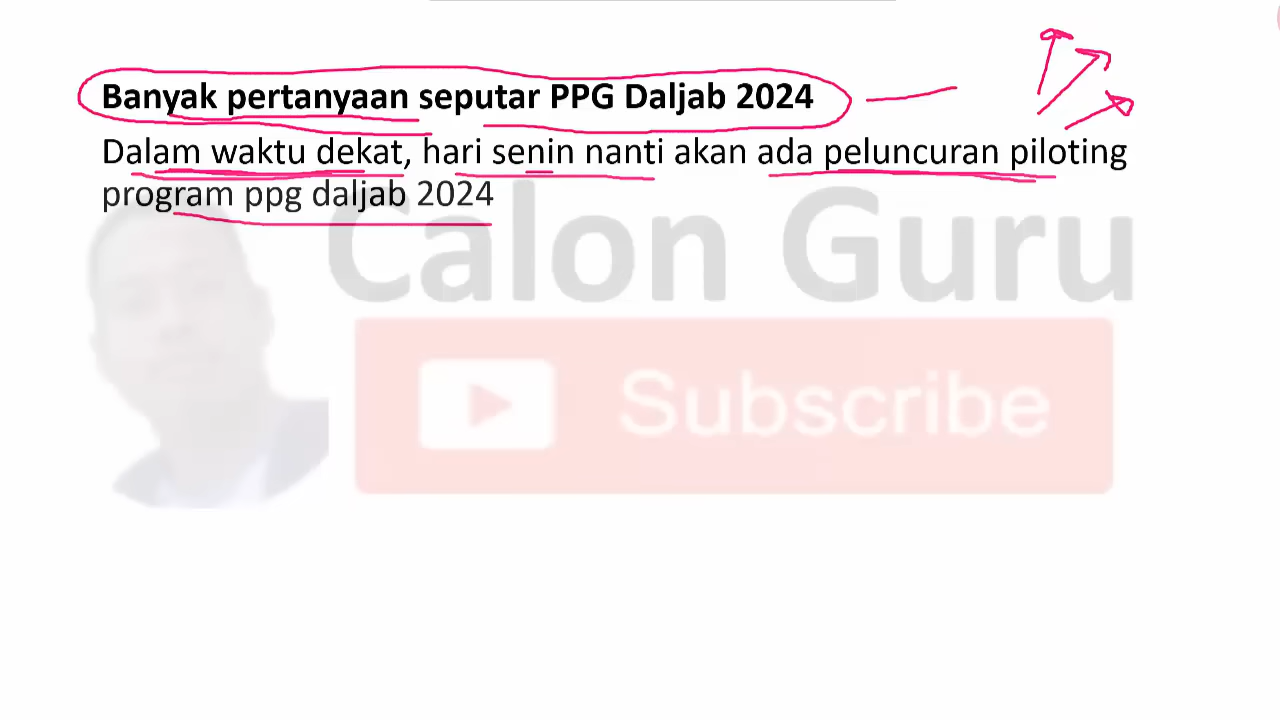 Banyak pertanyaan seputar PPG Daljab 2024
Dalam waktu dekat, hari senin nanti akan ada peluncuran piloting
program ppg daljab 2024
Calon Guru
Subscribe